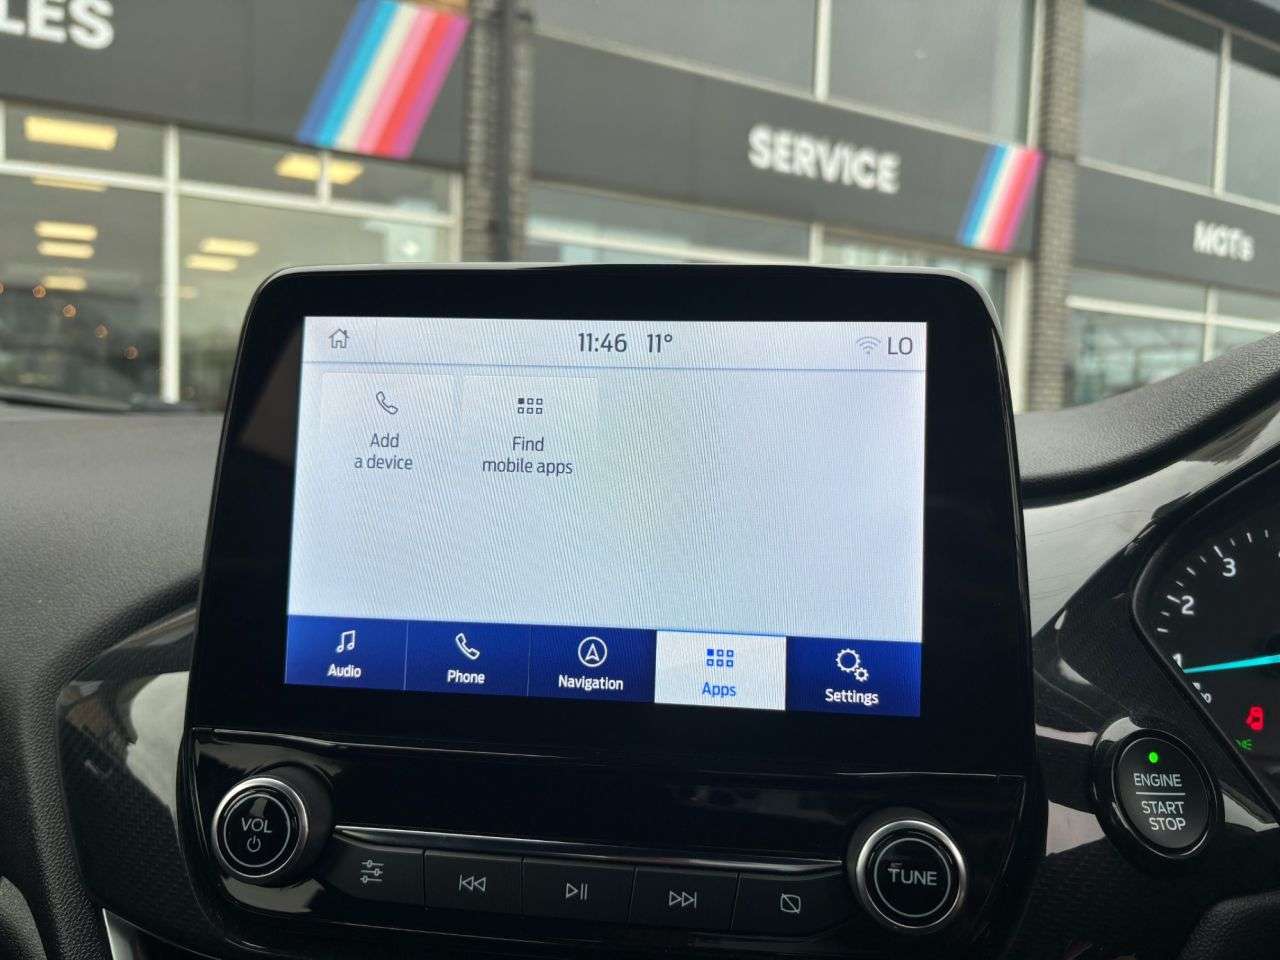 LES
SERVICE
MOT's
11:46 11°
LO
Add
a device
Find
mobile apps
Audio
Phone
Navigation
Apps
Settings
3
2
1
ENGINE
START
STOP
VOL
TUNE